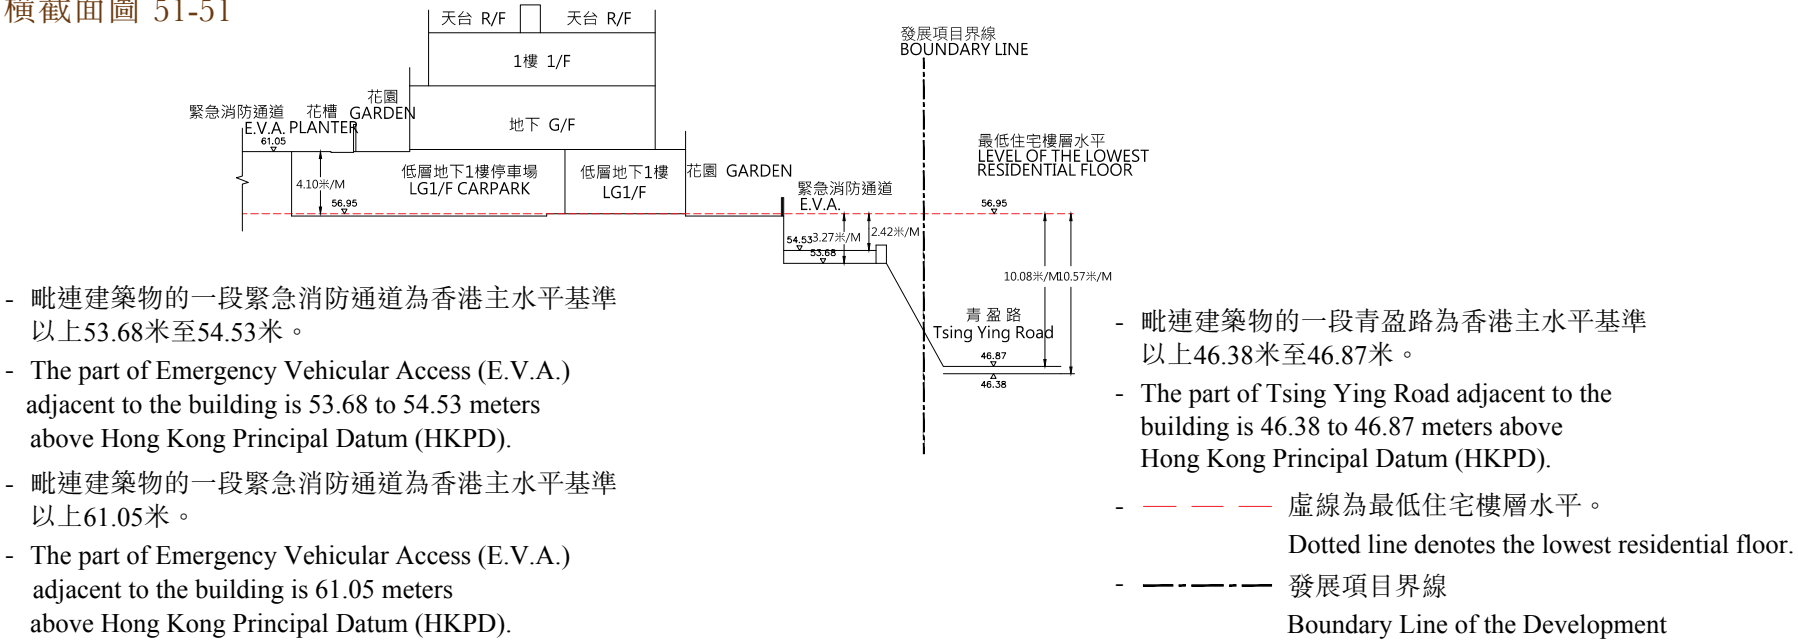 橫截面圖 51-51
天台 R/F
天台 R/F
1樓 1/F
地下 G/F
緊急消防通道
E.V.A.
61.05
花槽
PLANTER
花園
GARDEN
4.10米/M
56.95
低層地下1樓停車場
LG1/F CARPARK
低層地下1樓
LG1/F
花園 GARDEN
緊急消防通道
E.V.A.
54.53
53.68
3.27米/M
2.42米/M
發展項目界線
BOUNDARY LINE
最低住宅樓層水平
LEVEL OF THE LOWEST
RESIDENTIAL FLOOR
56.95
10.08米/M
10.57米/M
青盈路
Tsing Ying Road
46.87
46.38
- 毗連建築物的一段緊急消防通道為香港主水平基準
以上53.68米至54.53米。
- The part of Emergency Vehicular Access (E.V.A.)
adjacent to the building is 53.68 to 54.53 meters
above Hong Kong Principal Datum (HKPD).
- 毗連建築物的一段緊急消防通道為香港主水平基準
以上61.05米。
- The part of Emergency Vehicular Access (E.V.A.)
adjacent to the building is 61.05 meters
above Hong Kong Principal Datum (HKPD).
- 毗連建築物的一段青盈路為香港主水平基準
以上46.38米至46.87米。
- The part of Tsing Ying Road adjacent to the
building is 46.38 to 46.87 meters above
Hong Kong Principal Datum (HKPD).
- 虛線為最低住宅樓層水平。
Dotted line denotes the lowest residential floor.
- 發展項目界線
Boundary Line of the Development